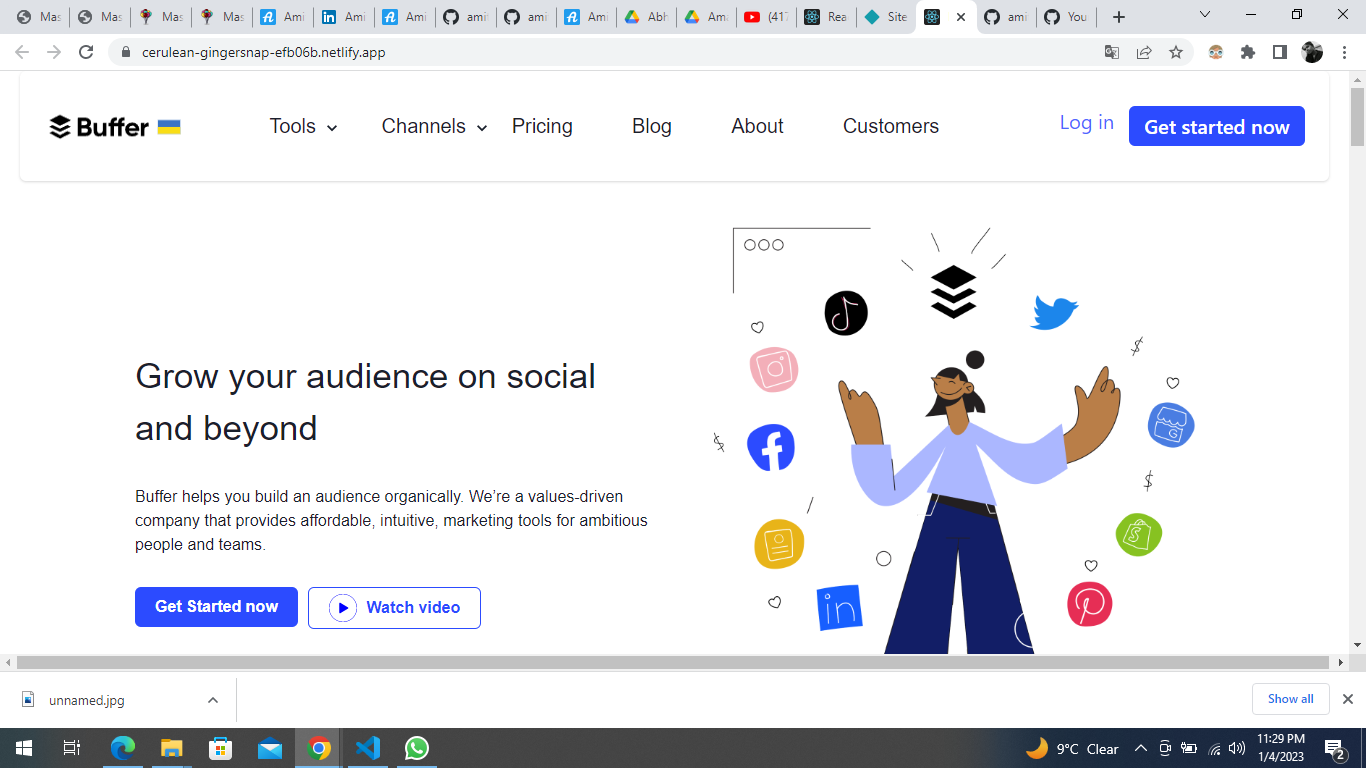 Mas
Mas
Mas
Mas
Ami
Ami
Ami
ami
ami
Ami
Abh
Ama
(417
Rea
Site
ami
You
cerulean-gingersnap-efb06b.netlify.app
Buffer
Tools
Channels
Pricing
Blog
About
Customers
Log in
Get started now
Grow your audience on social
and beyond
Buffer helps you build an audience organically. We’re a values-driven
company that provides affordable, intuitive, marketing tools for ambitious
people and teams.
Get Started now
Watch video
unnamed.jpg
Show all
9°C Clear
11:29 PM
1/4/2023
2